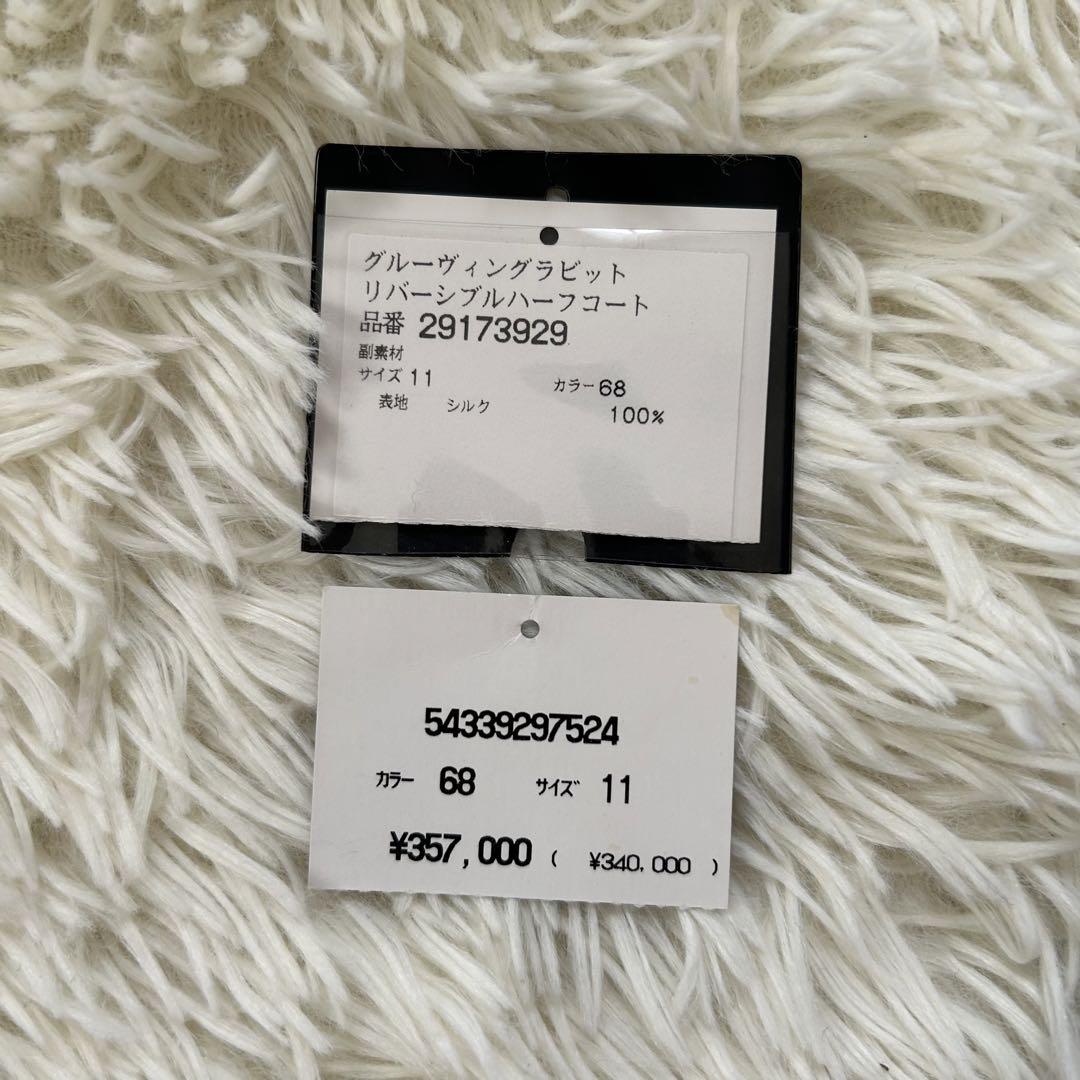 グルーヴィングラビット
リバーシブルハーフコート
品番 29173929
副素材
サイズ 11 カラー 68
表地 シルク 100%
54339297524
カラー 68 サイズ 11
¥357,000 ( ¥340,000 )